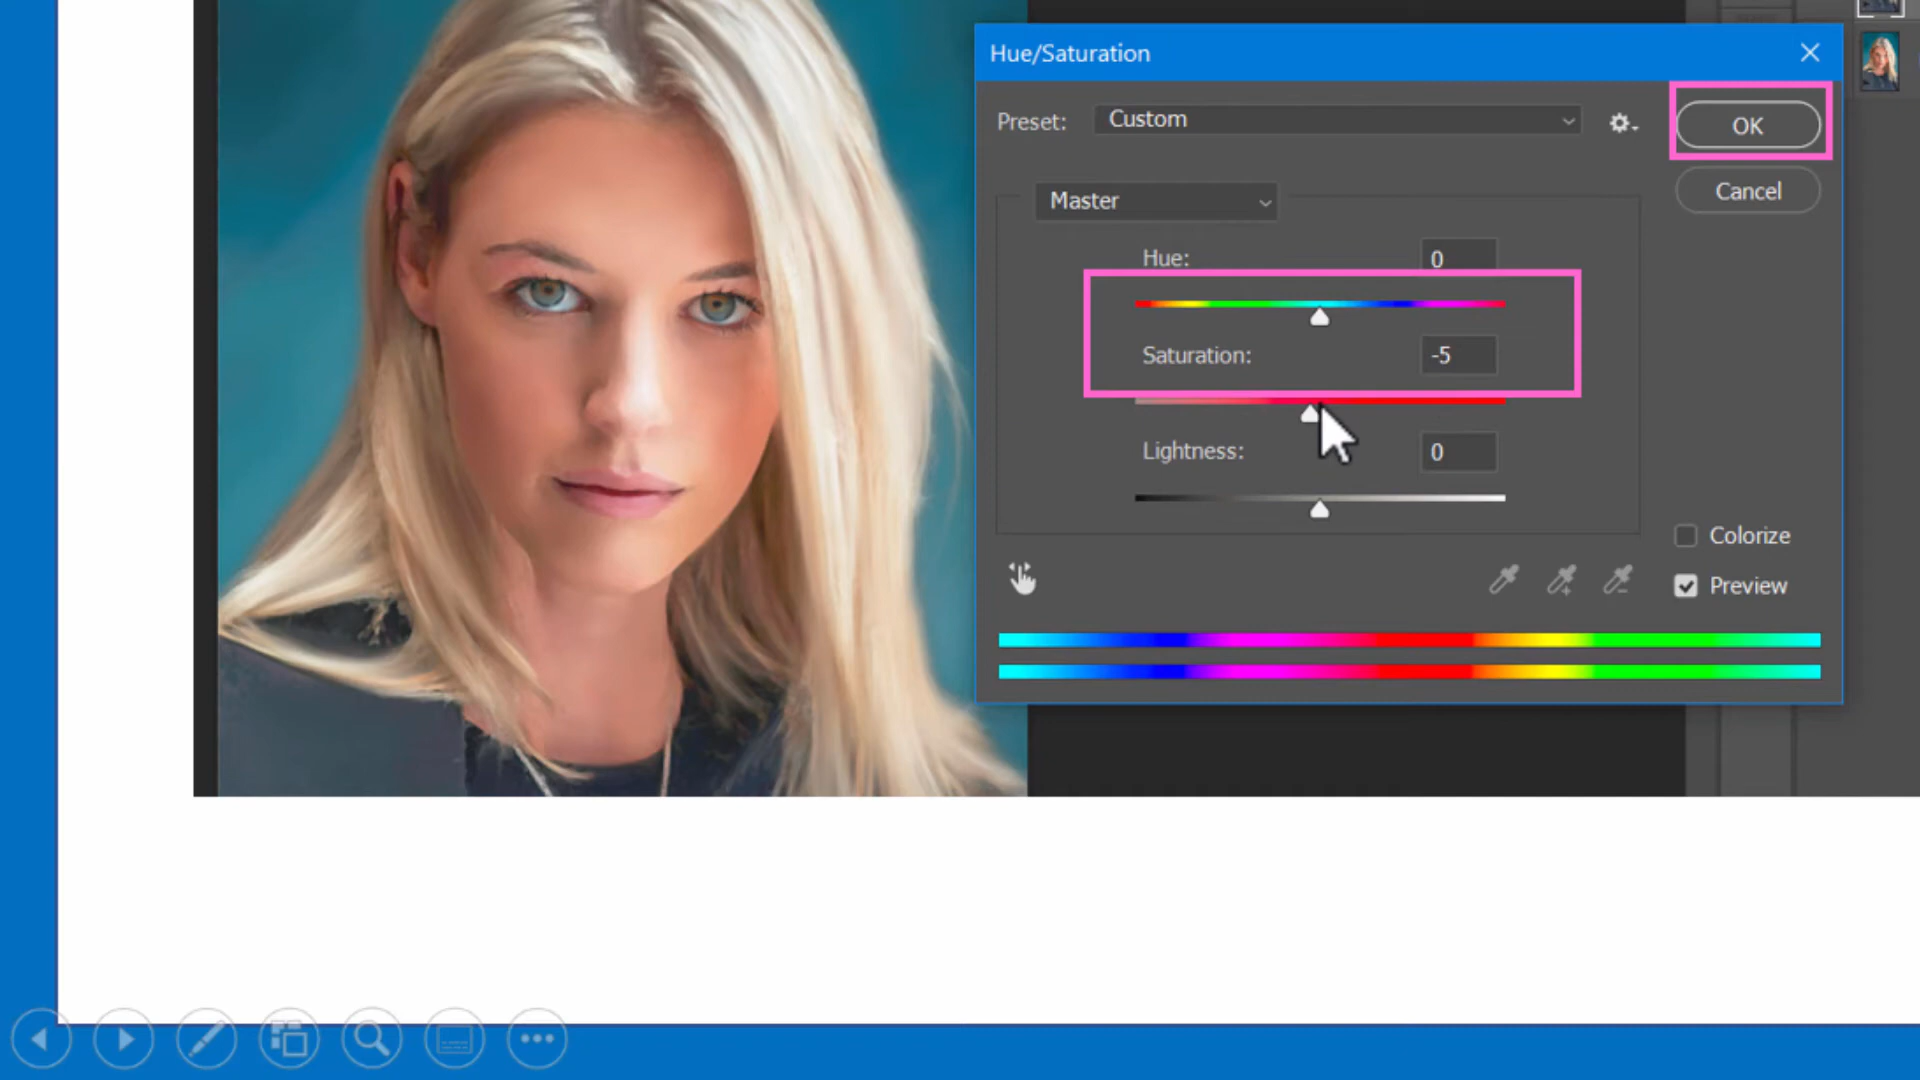 Hue/Saturation
Preset: Custom
OK
Cancel
Master
Hue: 0
Saturation: -5
Lightness: 0
Colorize
Preview